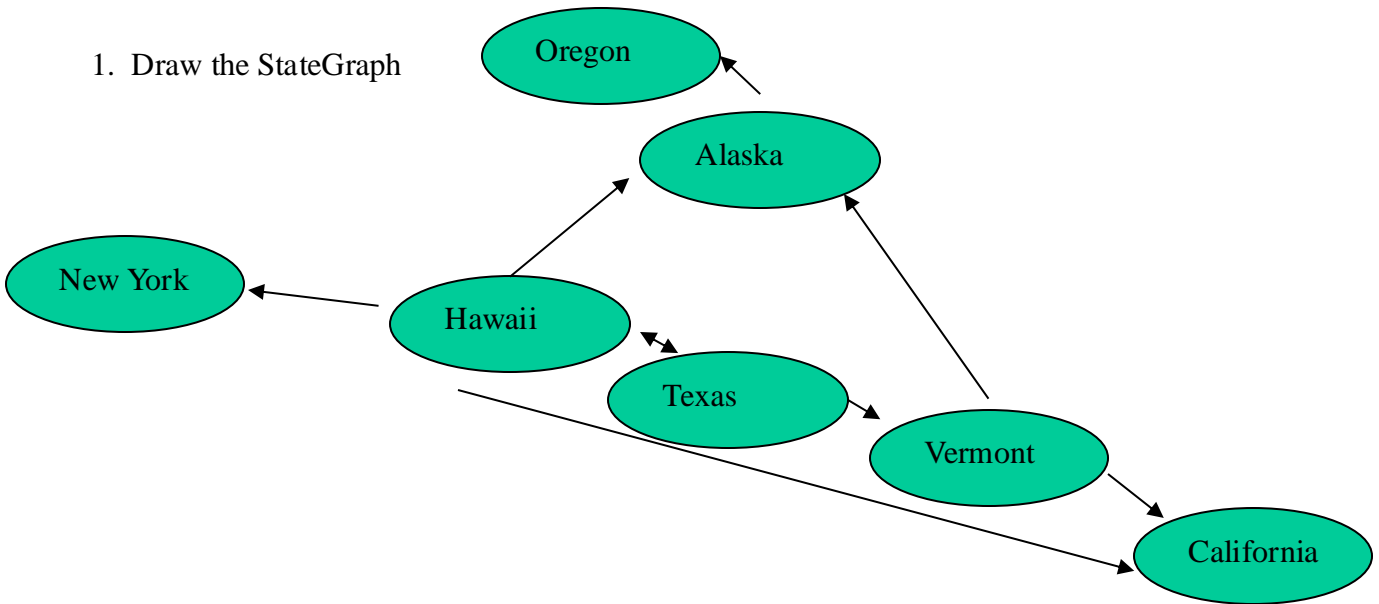 1. Draw the StateGraph
Oregon
Alaska
New York
Hawaii
Texas
Vermont
California